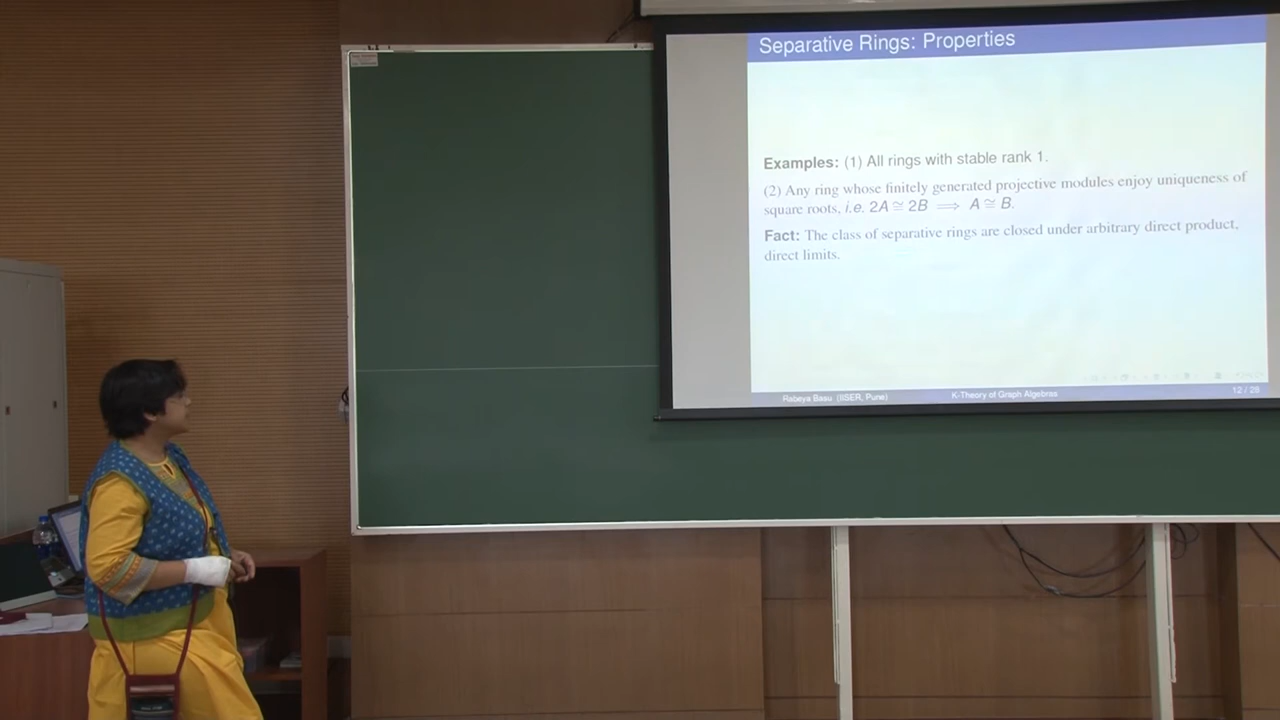 Separative Rings: Properties
Examples: (1) All rings with stable rank 1.
(2) Any ring whose finitely generated projective modules enjoy uniqueness of
square roots, i.e. 2A ≅ 2B ⟹ A ≅ B.
Fact: The class of separative rings are closed under arbitrary direct product,
direct limits.
Rabeya Basu (IISER, Pune) K-Theory of Graph Algebras 12 / 28